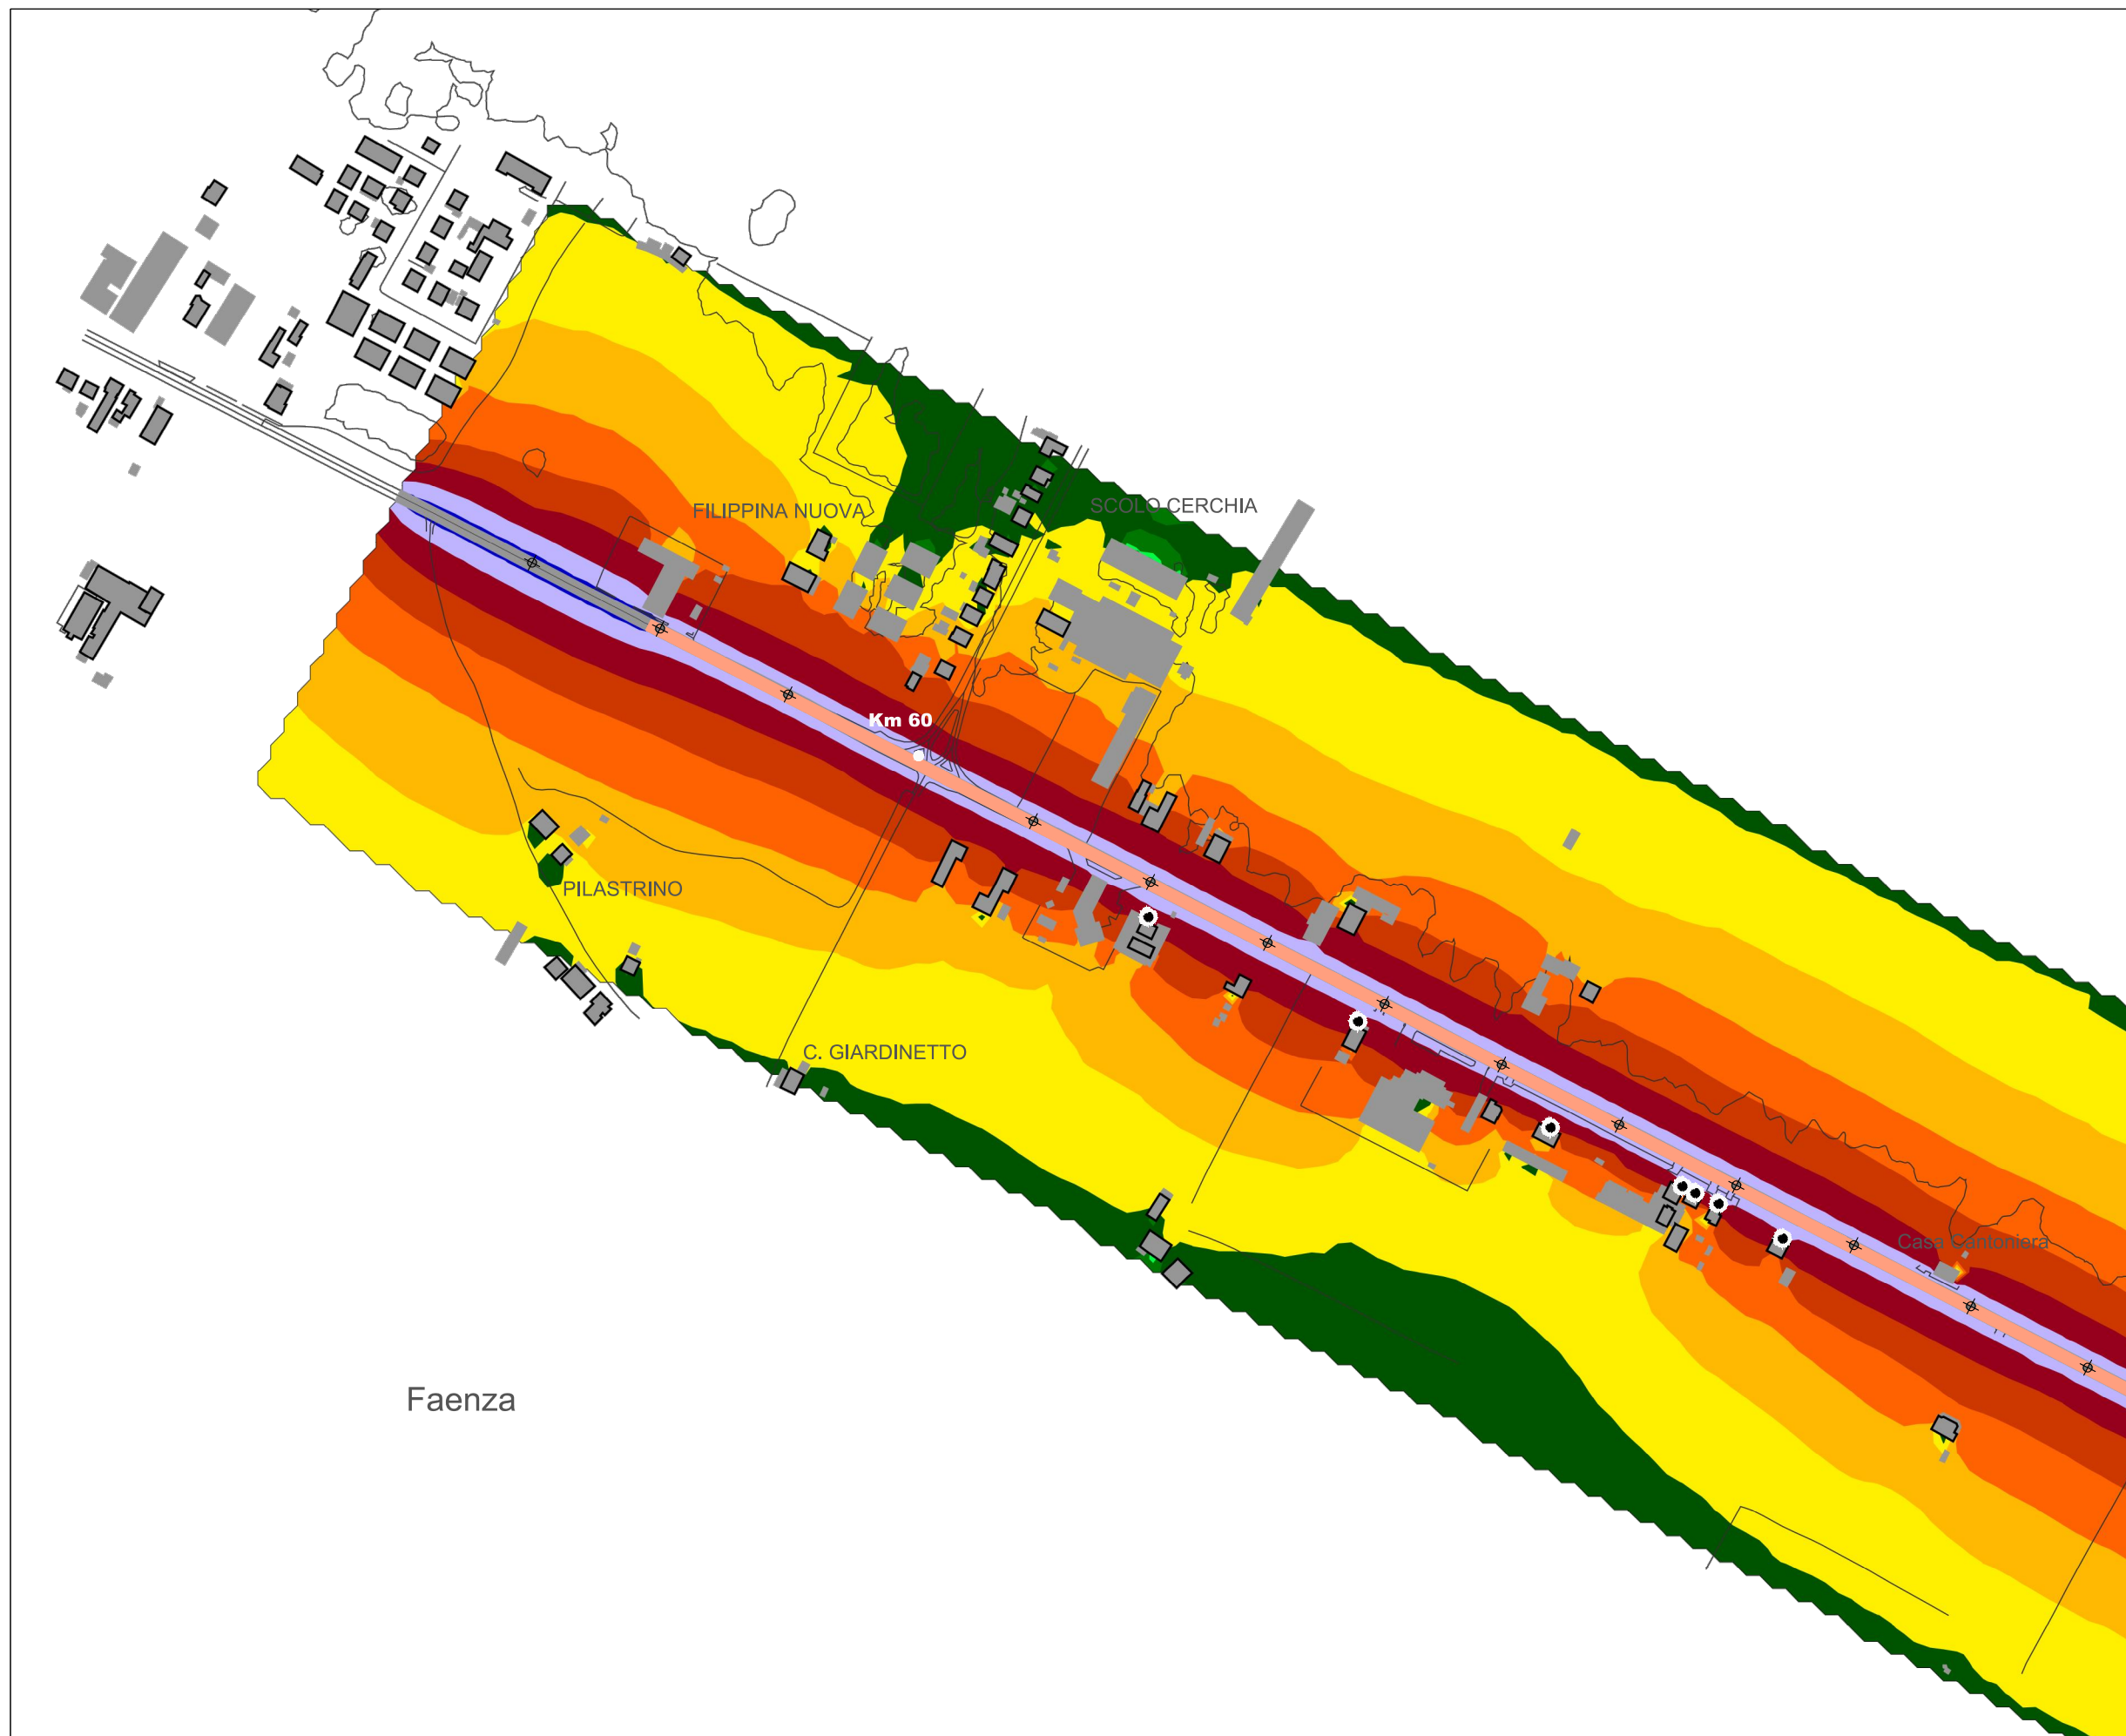 SCOLO CERCHIA
FILIPPINA NUOVA
Km 60
PILASTRINO
C. GIARDINETTO
Casa Cantoniera
Faenza